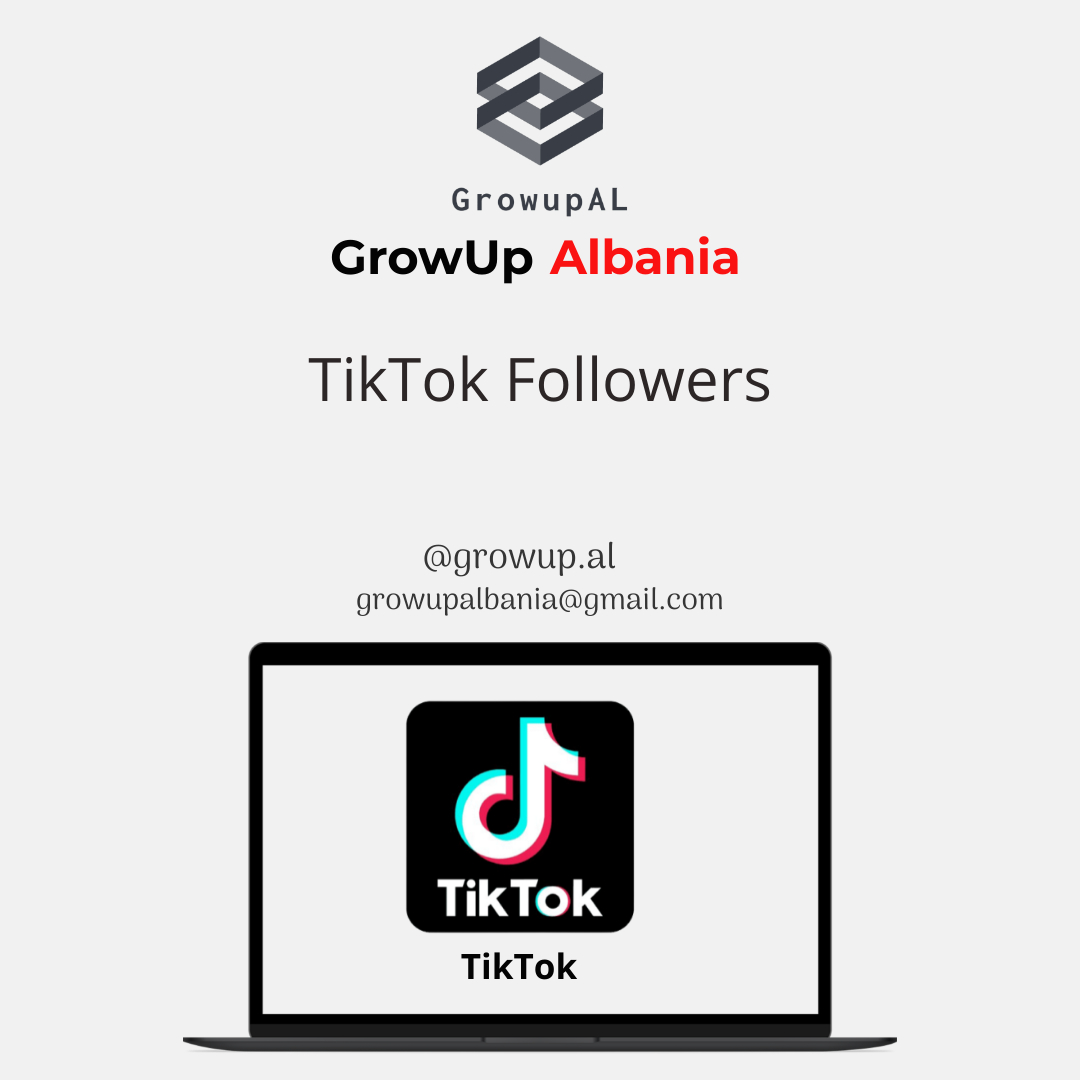 GrowupAL
GrowUp Albania
TikTok Followers
@growup.al
growupalbania@gmail.com
TikTok
TikTok